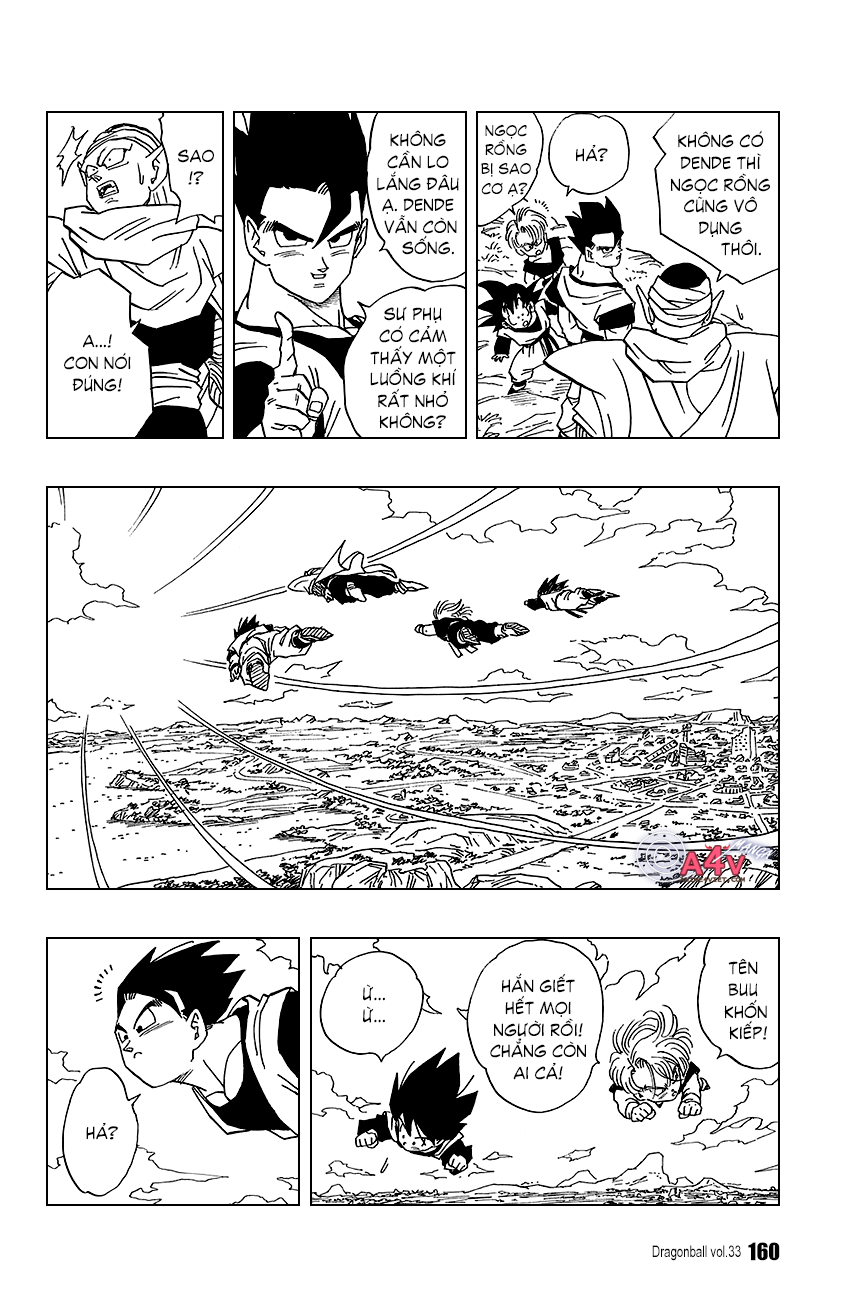 KHÔNG CÓ
DENDE THÌ
NGỌC RỒNG
CŨNG VÔ
DỤNG
THÔI.
HẢ?
NGỌC
RỒNG
BỊ SAO
CƠ Ạ?
KHÔNG
CẦN LO
LẮNG ĐÂU
Ạ. DENDE
VẪN CÒN
SỐNG.
SƯ PHỤ
CÓ CẢM
THẤY MỘT
LUỒNG KHÍ
RẤT NHỎ
KHÔNG?
SAO
!?
A...!
CON NÓI
ĐÚNG!
A4V
TÊN
BUU
KHỐN
KIẾP!
HẮN GIẾT
HẾT MỌI
NGƯỜI RỒI!
CHẲNG CÒN
AI CẢ!
Ừ...
Ừ...
HẢ?
Dragonball vol.33 160